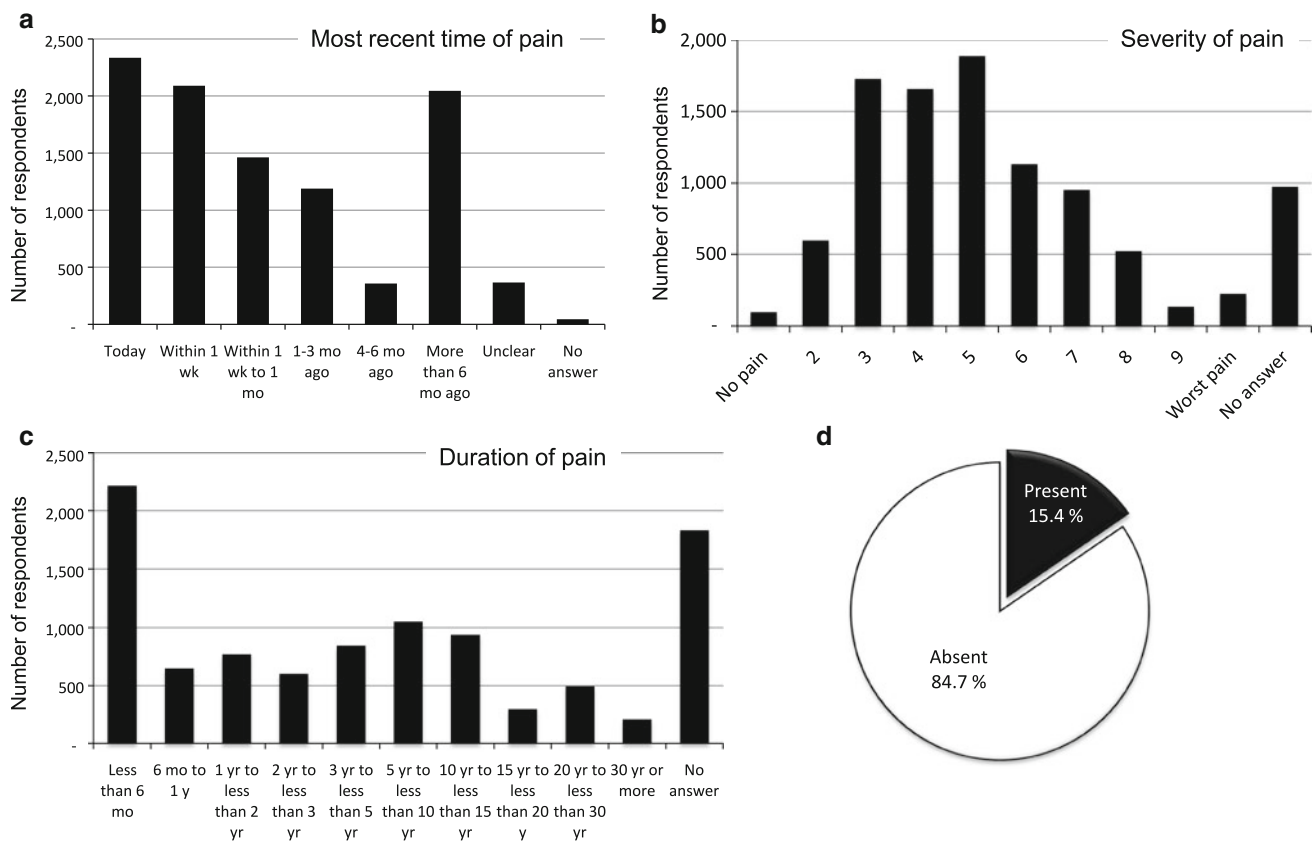 a
Most recent time of pain
Number of respondents
2,500
2,000
1,500
1,000
500
-
Today
Within 1
wk
Within 1
wk to 1
mo
1-3 mo
ago
4-6 mo
ago
More
than 6
mo ago
Unclear
No
answer
b
Severity of pain
Number of respondents
2,000
1,500
1,000
500
-
No pain
2
3
4
5
6
7
8
9
Worst pain
No answer
c
Duration of pain
Number of respondents
2,500
2,000
1,500
1,000
500
-
Less
than 6
mo
6 mo to
1 y
1 yr to
less
than 2
yr
2 yr to
less
than 3
yr
3 yr to
less
than 5
yr
5 yr to
less
than 10
yr
10 yr to
less
than 15
yr
15 yr to
less
than 20
y
20 yr to
less
than 30
yr
30 yr or
more
No
answer
d
Present
15.4 %
Absent
84.7 %